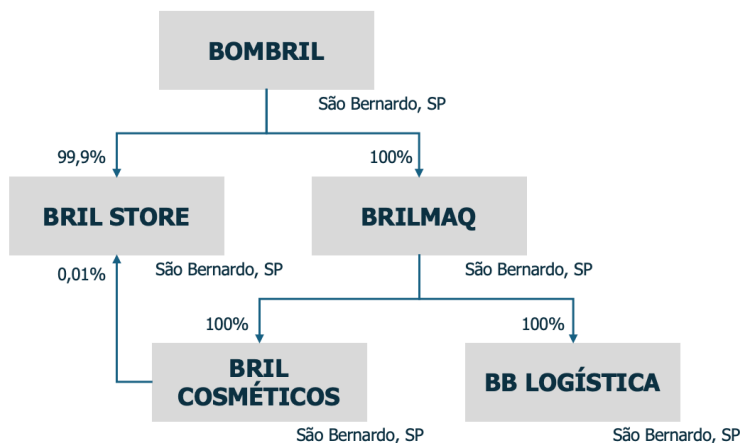 BOMBRIL
São Bernardo, SP
99,9%
100%
BRIL STORE
BRILMAQ
São Bernardo, SP
São Bernardo, SP
0,01%
100%
100%
BRIL
COSMÉTICOS
BB LOGÍSTICA
São Bernardo, SP
São Bernardo, SP